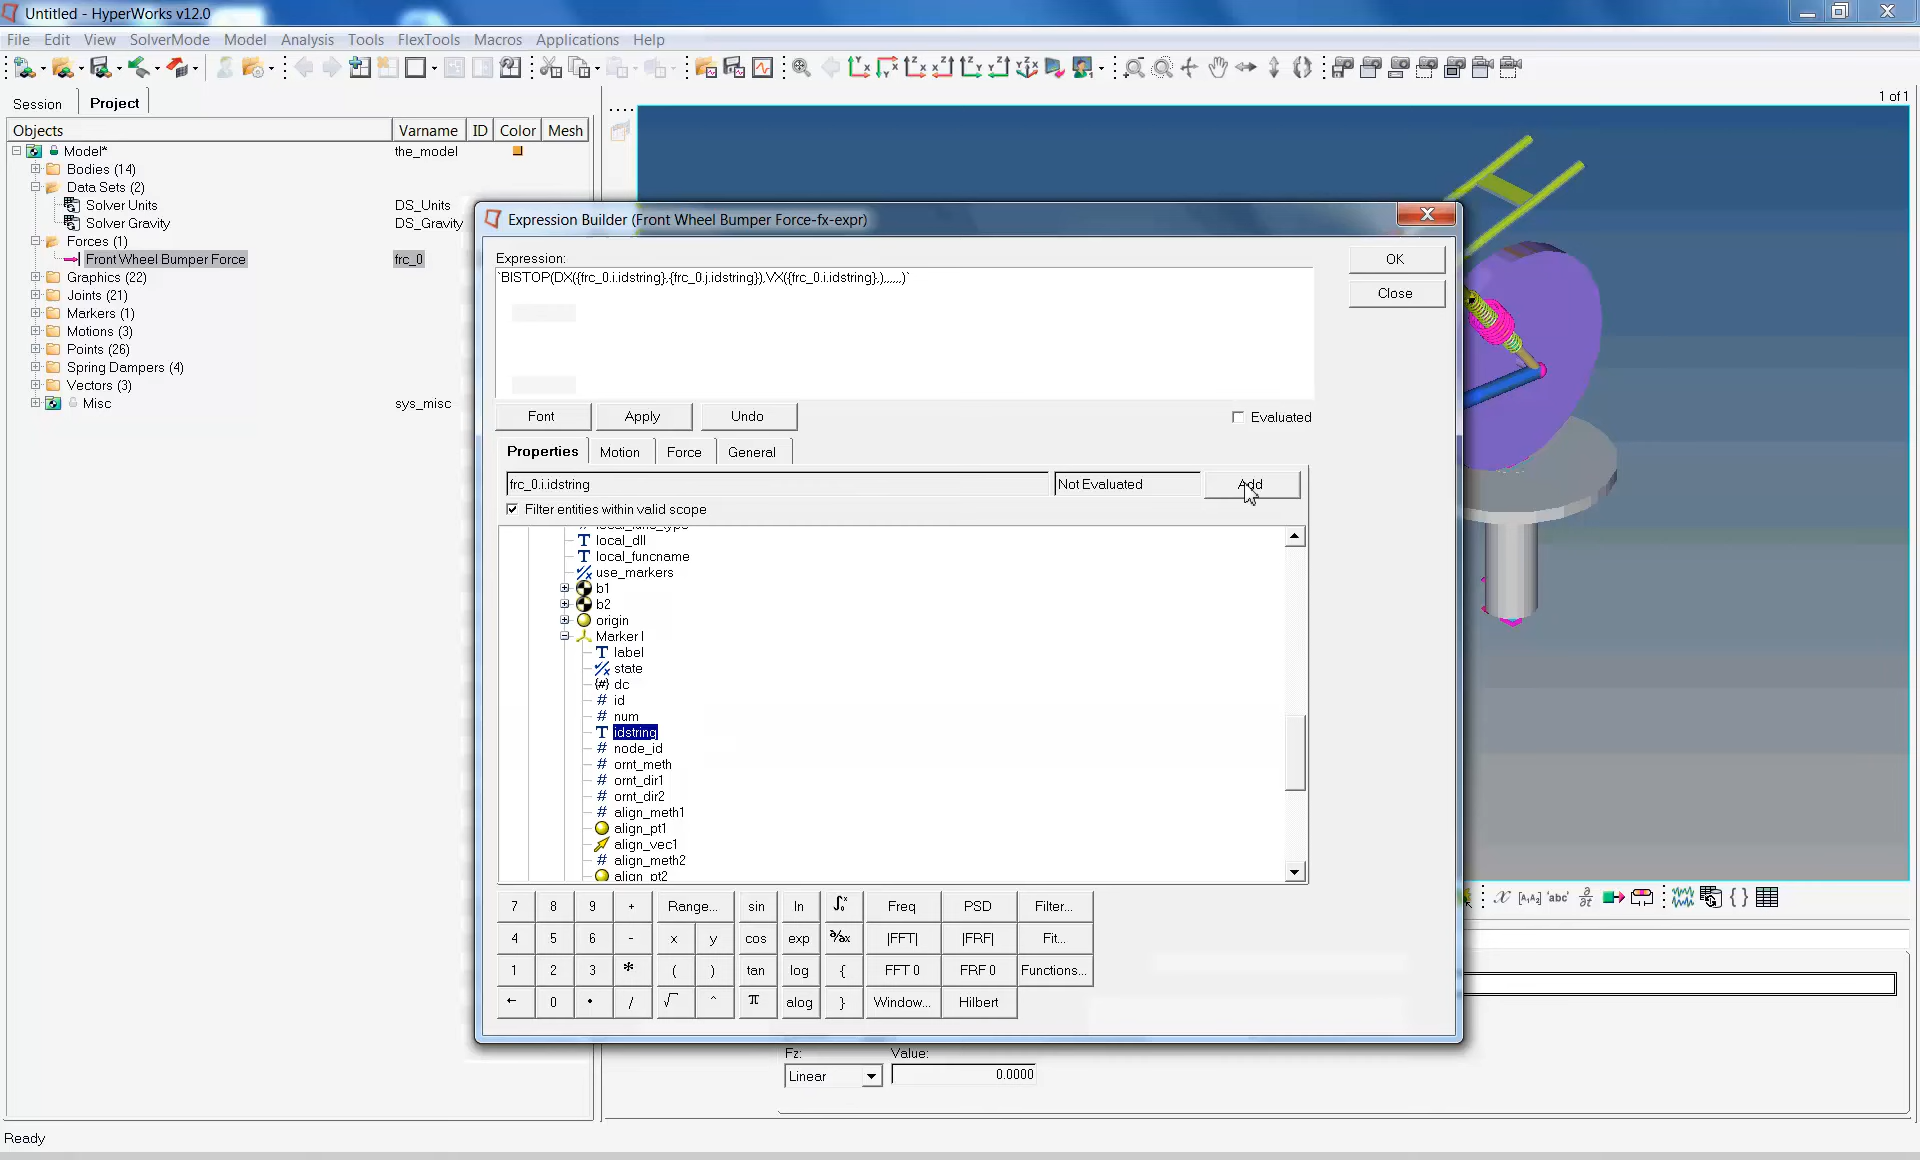 Untitled - HyperWorks v12.0
File Edit View SolverMode Model Analysis Tools FlexTools Macros Applications Help
Session Project
1 of 1
Objects Varname ID Color Mesh
Model* the_model
Bodies (14)
Data Sets (2)
Solver Units DS_Units
Solver Gravity DS_Gravity
Forces (1)
Front Wheel Bumper Force frc_0
Graphics (22)
Joints (21)
Markers (1)
Motions (3)
Points (26)
Spring Dampers (4)
Vectors (3)
Misc sys_misc
Expression Builder (Front Wheel Bumper Force-fx-expr)
Expression:
`BISTOP(DX({frc_0.i.idstring},{frc_0.j.idstring}),VX({frc_0.i.idstring},),,,,,)`
OK
Close
Font Apply Undo Evaluated
Properties Motion Force General
frc_0.i.idstring Not Evaluated Add
Filter entities within valid scope
local_func_type
local_dll
local_funcname
use_markers
b1
b2
origin
Marker I
label
state
dc
id
num
idstring
node_id
ornt_meth
ornt_dir1
ornt_dir2
align_meth1
align_pt1
align_vec1
align_meth2
align_pt2
7 8 9 + Range... sin ln ∫ˣ₀ Freq PSD Filter...
4 5 6 - x y cos exp ∂/∂x |FFT| |FRF| Fit...
1 2 3 * ( ) tan log { FFT 0 FRF 0 Functions...
← 0 • / √ ^ π alog } Window... Hilbert
Fz: Value:
Linear 0.0000
Ready